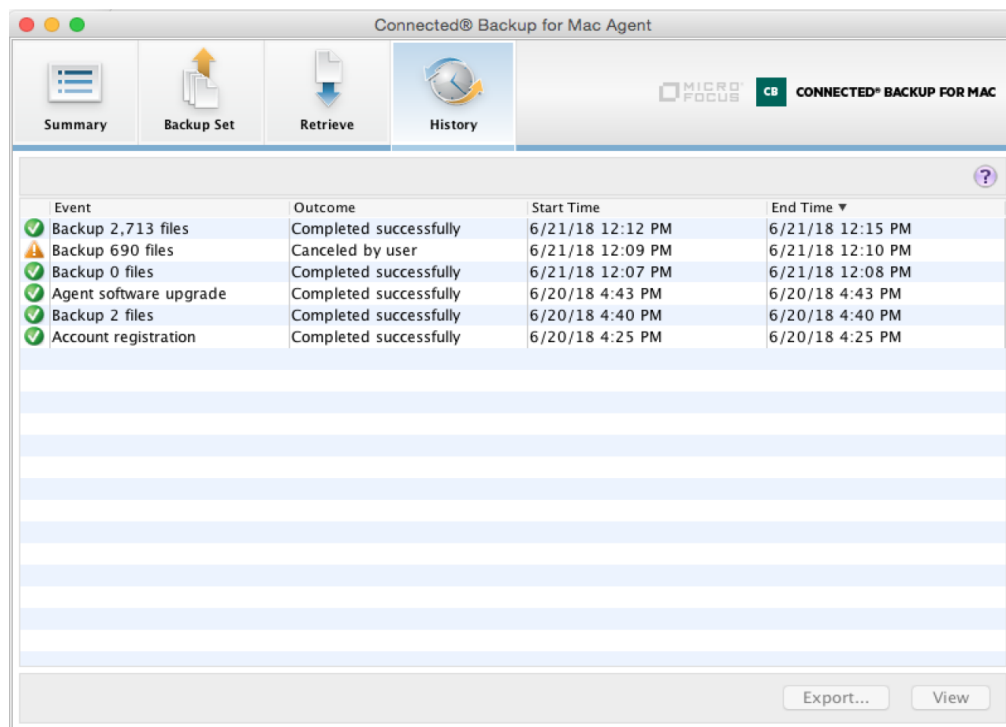 Connected® Backup for Mac Agent
Summary Backup Set Retrieve History
MICRO FOCUS CB CONNECTED® BACKUP FOR MAC
?
Event Outcome Start Time End Time ▼
Backup 2,713 files Completed successfully 6/21/18 12:12 PM 6/21/18 12:15 PM
Backup 690 files Canceled by user 6/21/18 12:09 PM 6/21/18 12:10 PM
Backup 0 files Completed successfully 6/21/18 12:07 PM 6/21/18 12:08 PM
Agent software upgrade Completed successfully 6/20/18 4:43 PM 6/20/18 4:43 PM
Backup 2 files Completed successfully 6/20/18 4:40 PM 6/20/18 4:40 PM
Account registration Completed successfully 6/20/18 4:25 PM 6/20/18 4:25 PM
Export... View